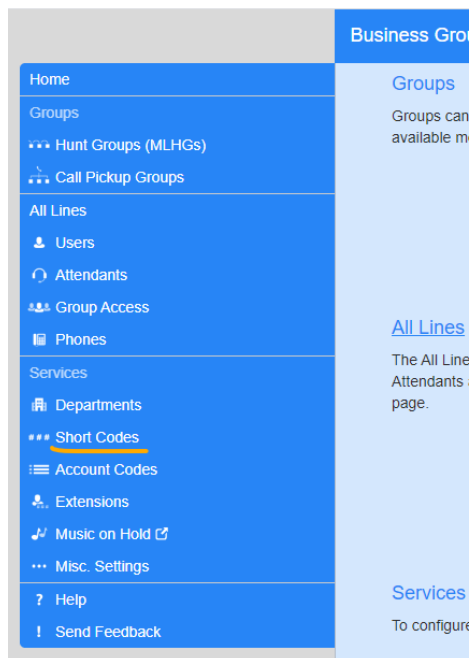 Business Grou
Home
Groups
Hunt Groups (MLHGs)
Call Pickup Groups
All Lines
Users
Attendants
Group Access
Phones
Services
Departments
Short Codes
Account Codes
Extensions
Music on Hold
Misc. Settings
? Help
! Send Feedback
Groups
Groups can
available m
All Lines
The All Line
Attendants
page.
Services
To configure